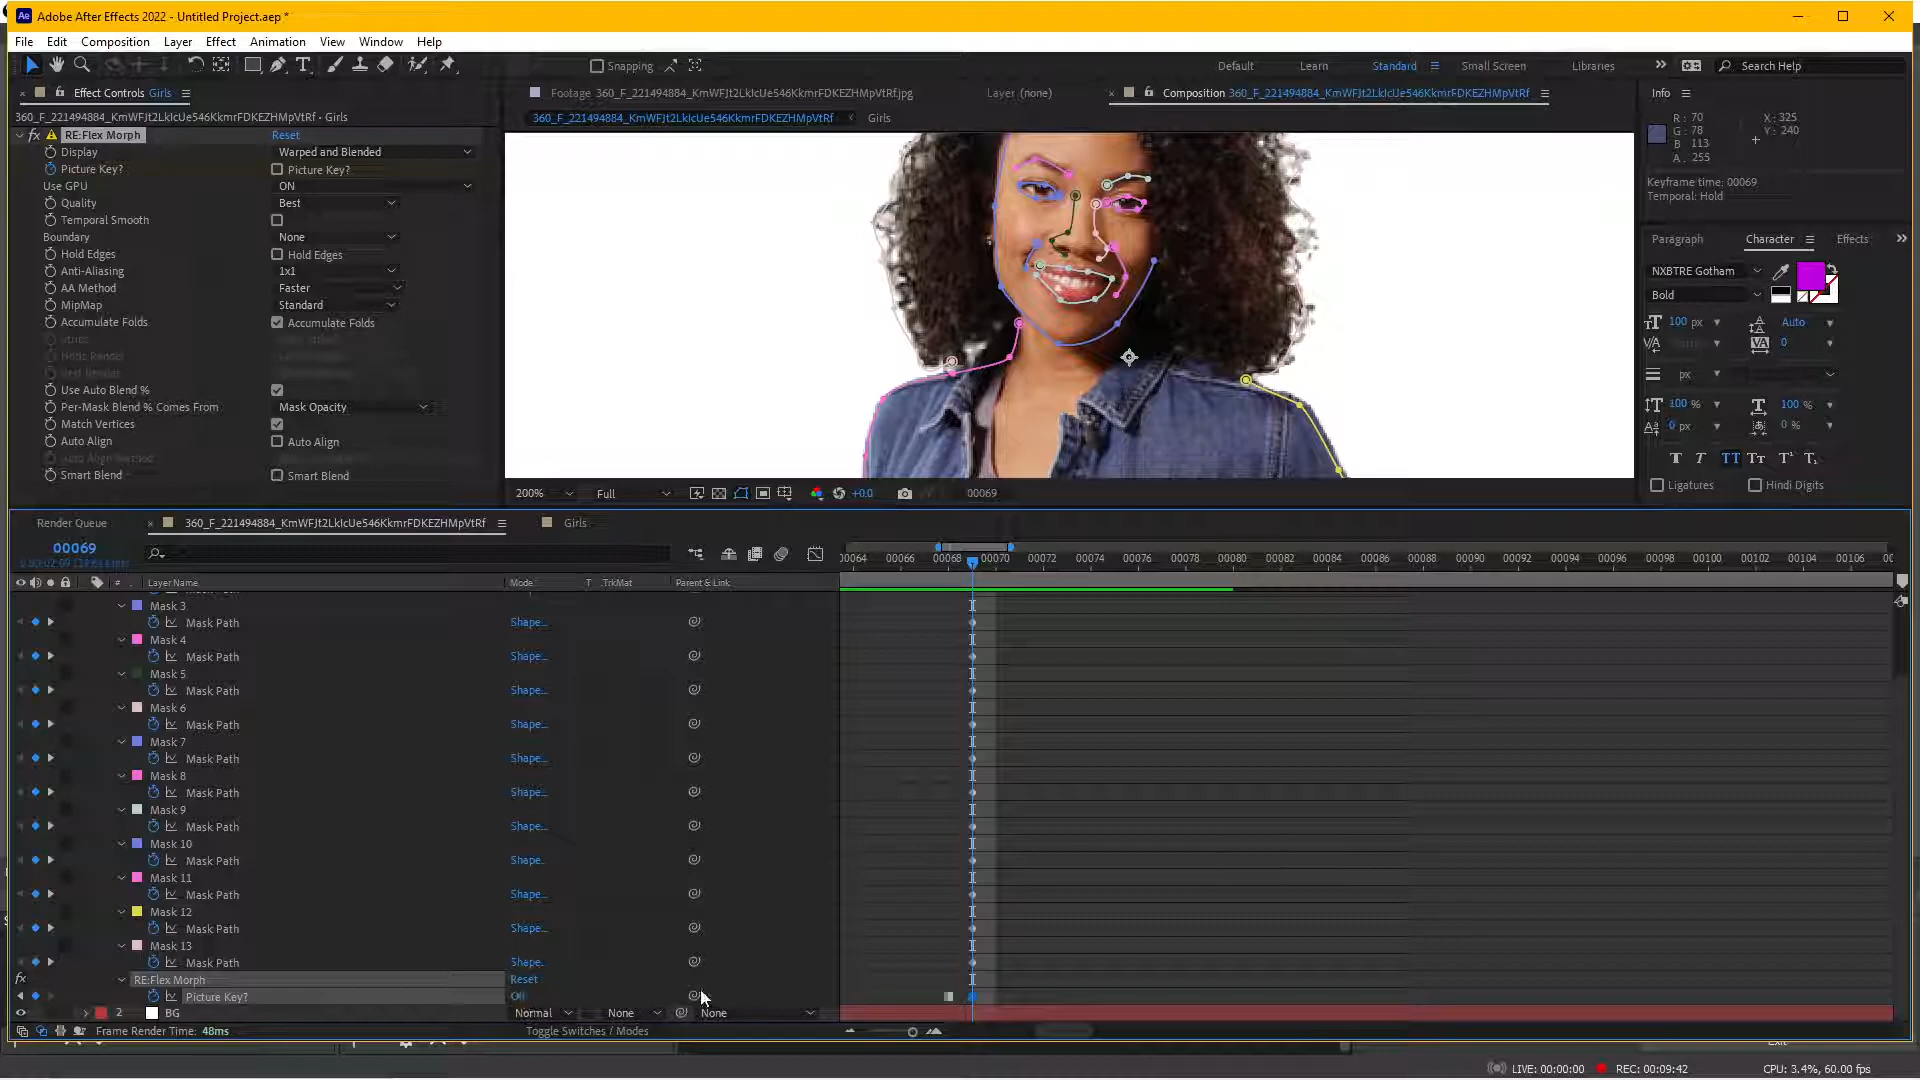 Adobe After Effects 2022 - Untitled Project.aep *
File Edit Composition Layer Effect Animation View Window Help
Snapping
Default Learn Standard Small Screen Libraries Search Help
Effect Controls Girls
Footage 360_F_221494884_KmWFJt2LkIcUe546KkmrFDKEZHMpVtRf.jpg
Layer (none)
Composition 360_F_221494884_KmWFJt2LkIcUe546KkmrFDKEZHMpVtRf
Info
360_F_221494884_KmWFJt2LkIcUe546KkmrFDKEZHMpVtRf - Girls
360_F_221494884_KmWFJt2LkIcUe546KkmrFDKEZHMpVtRf Girls
R: 70 X: 325
G: 78 Y: 240
B 113
A. 255
fx RE:Flex Morph Reset
Display Warped and Blended
Picture Key? Picture Key?
Use GPU ON
Quality Best
Temporal Smooth
Boundary None
Hold Edges Hold Edges
Anti-Aliasing 1x1
AA Method Faster
MipMap Standard
Accumulate Folds Accumulate Folds
Use Auto Blend %
Per-Mask Blend % Comes From Mask Opacity
Match Vertices
Auto Align Auto Align
Smart Blend Smart Blend
Keyframe time: 00069
Temporal: Hold
Paragraph Character Effects
NXBTRE Gotham
Bold
100 px Auto
0
px
100 % 100 %
0 px 0 %
Ligatures Hindi Digits
200% Full +0.0 00069
Render Queue 360_F_221494884_KmWFJt2LkIcUe546KkmrFDKEZHMpVtRf Girls
00069
00064 00066 00068 00070 00072 00074 00076 00078 00080 00082 00084 00086 00088 00090 00092 00094 00096 00098 00100 00102 00104 00106 00
# Layer Name Mode T .TrkMat Parent & Link
Mask 3
Mask Path Shape...
Mask 4
Mask Path Shape...
Mask 5
Mask Path Shape...
Mask 6
Mask Path Shape...
Mask 7
Mask Path Shape...
Mask 8
Mask Path Shape...
Mask 9
Mask Path Shape...
Mask 10
Mask Path Shape..
Mask 11
Mask Path Shape...
Mask 12
Mask Path Shape...
Mask 13
Mask Path Shape.
fx RE:Flex Morph Reset
Picture Key? Off
2 BG Normal None None
Frame Render Time: 48ms Toggle Switches / Modes
Exit
LIVE: 00:00:00 REC: 00:09:42 CPU: 3.4%, 60.00 fps